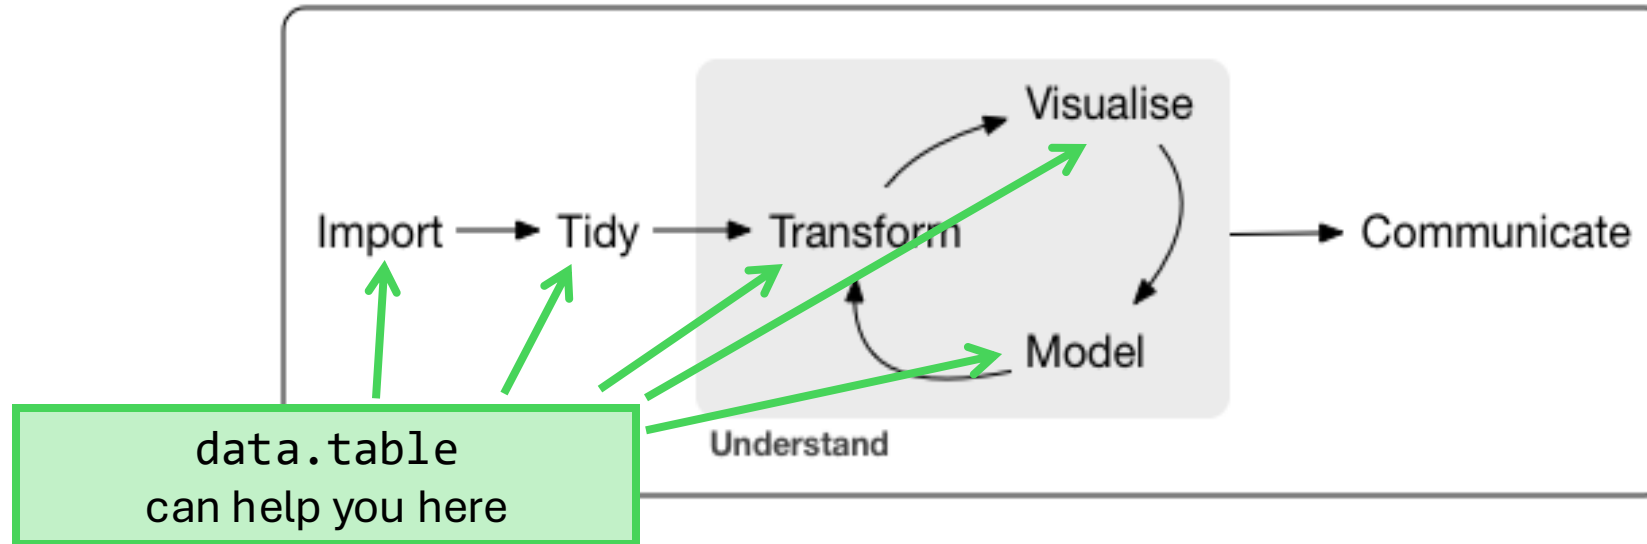 Visualise
Import
Tidy
Transform
Communicate
Model
Understand
data.table
can help you here